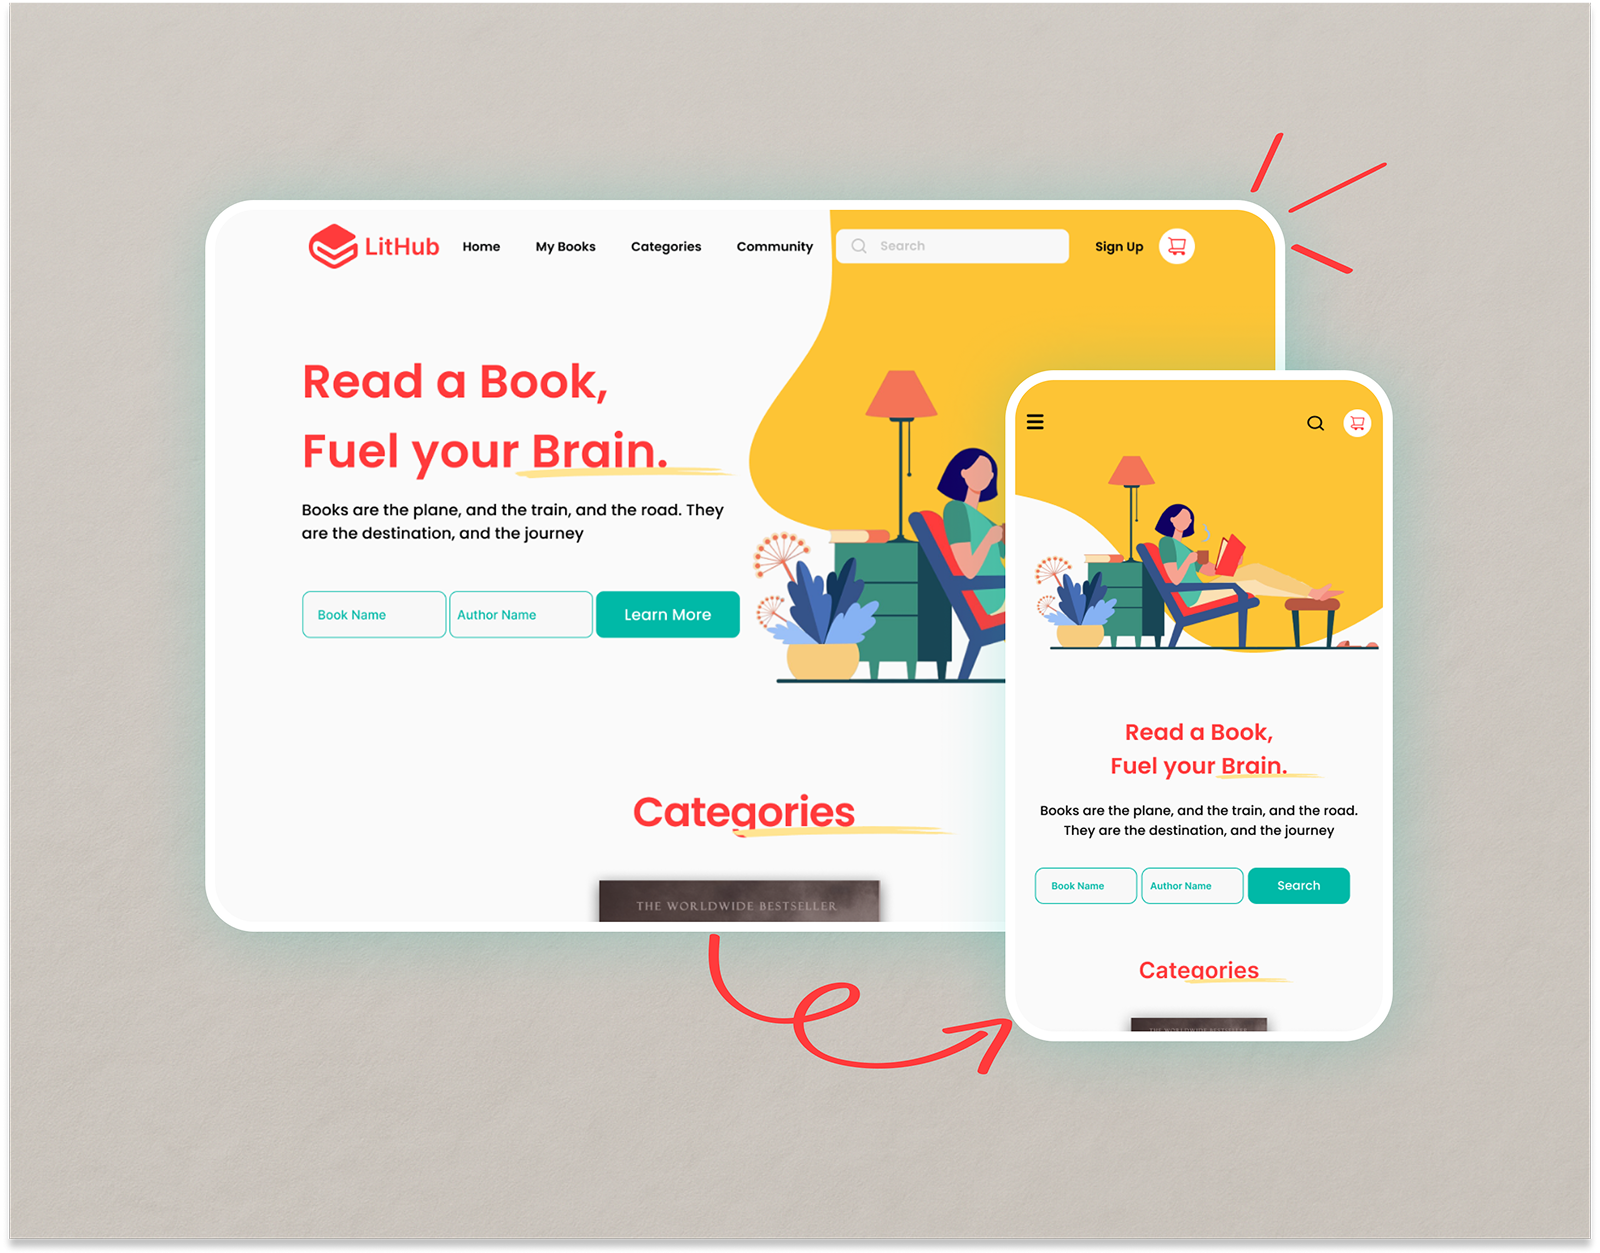 LitHub Home My Books Categories Community Search Sign Up
Read a Book,
Fuel your Brain.
Books are the plane, and the train, and the road. They
are the destination, and the journey
Book Name Author Name Learn More
Categories
THE WORLDWIDE BESTSELLER
Read a Book,
Fuel your Brain.
Books are the plane, and the train, and the road.
They are the destination, and the journey
Book Name Author Name Search
Categories
THE WORLDWIDE BESTSELLER